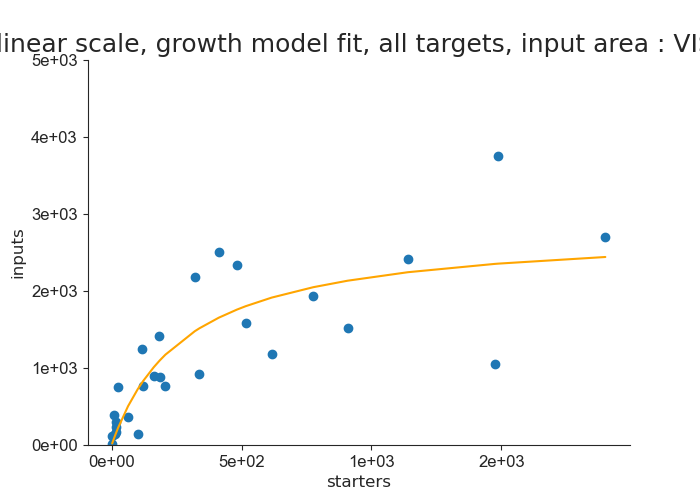 linear scale, growth model fit, all targets, input area :
5e+03
4e+03
3e+03
2e+03
1e+03
0e+00
inputs
0e+00 5e+02 1e+03 2e+03
starters